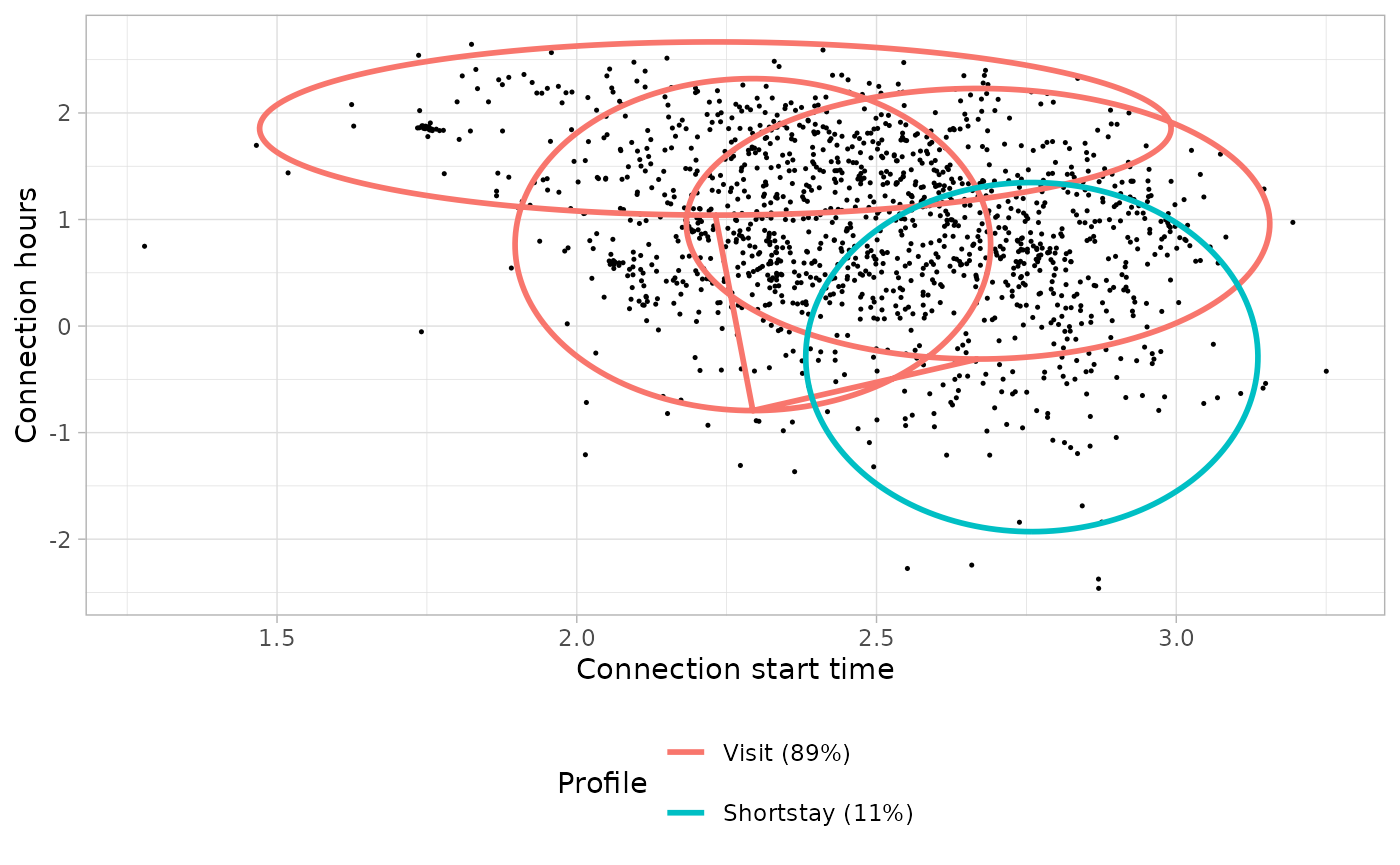 2
1
0
-1
-2
Connection hours
1.5 2.0 2.5 3.0
Connection start time
Profile
Visit (89%)
Shortstay (11%)